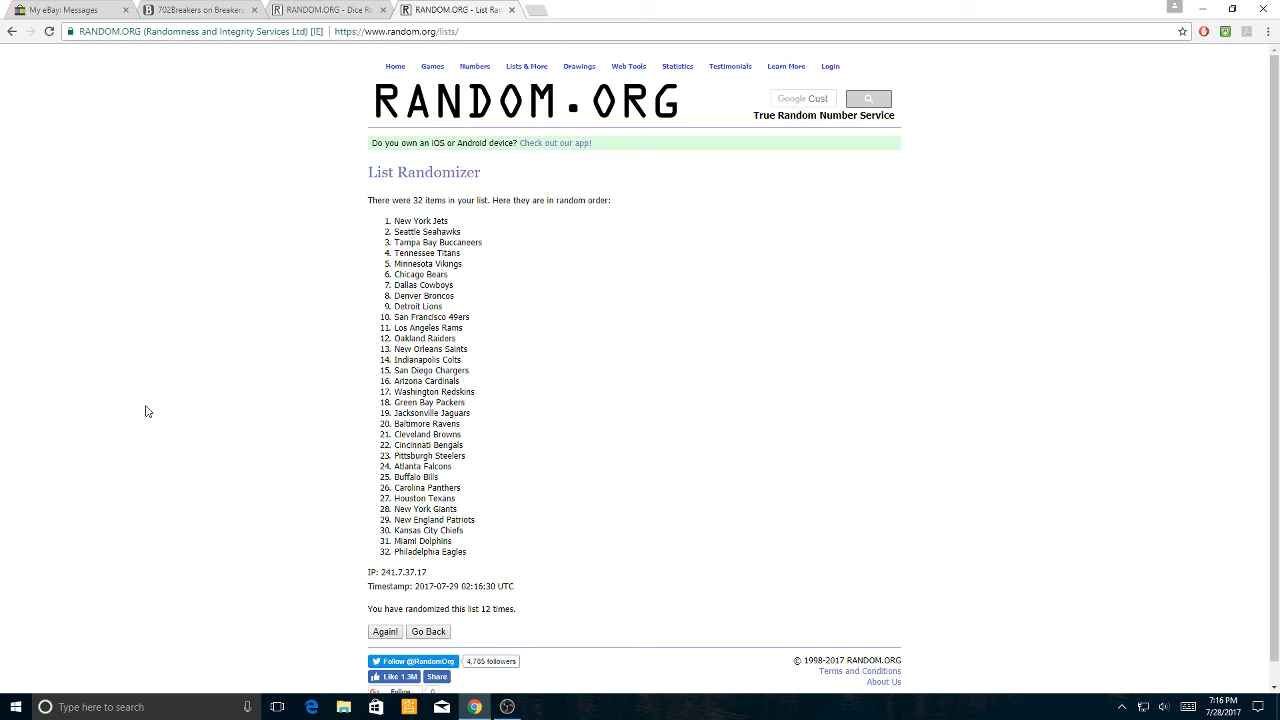 My eBay: Messages
702Breakers on Breakers
RANDOM.ORG - Dice Ro
RANDOM.ORG - List Ran
RANDOM.ORG (Randomness and Integrity Services Ltd) [IE]
https://www.random.org/lists/
Home Games Numbers Lists & More Drawings Web Tools Statistics Testimonials Learn More Login
RANDOM.ORG
Google Cust
True Random Number Service
Do you own an iOS or Android device? Check out our app!
List Randomizer
There were 32 items in your list. Here they are in random order:
1. New York Jets
2. Seattle Seahawks
3. Tampa Bay Buccaneers
4. Tennessee Titans
5. Minnesota Vikings
6. Chicago Bears
7. Dallas Cowboys
8. Denver Broncos
9. Detroit Lions
10. San Francisco 49ers
11. Los Angeles Rams
12. Oakland Raiders
13. New Orleans Saints
14. Indianapolis Colts
15. San Diego Chargers
16. Arizona Cardinals
17. Washington Redskins
18. Green Bay Packers
19. Jacksonville Jaguars
20. Baltimore Ravens
21. Cleveland Browns
22. Cincinnati Bengals
23. Pittsburgh Steelers
24. Atlanta Falcons
25. Buffalo Bills
26. Carolina Panthers
27. Houston Texans
28. New York Giants
29. New England Patriots
30. Kansas City Chiefs
31. Miami Dolphins
32. Philadelphia Eagles
IP: 241.7.37.17
Timestamp: 2017-07-29 02:16:30 UTC
You have randomized this list 12 times.
Again! Go Back
Follow @RandomOrg 4,785 followers
Like 1.3M Share
Follow 0
© 1998-2017 RANDOM.ORG
Terms and Conditions
About Us
Type here to search
7:16 PM
7/28/2017